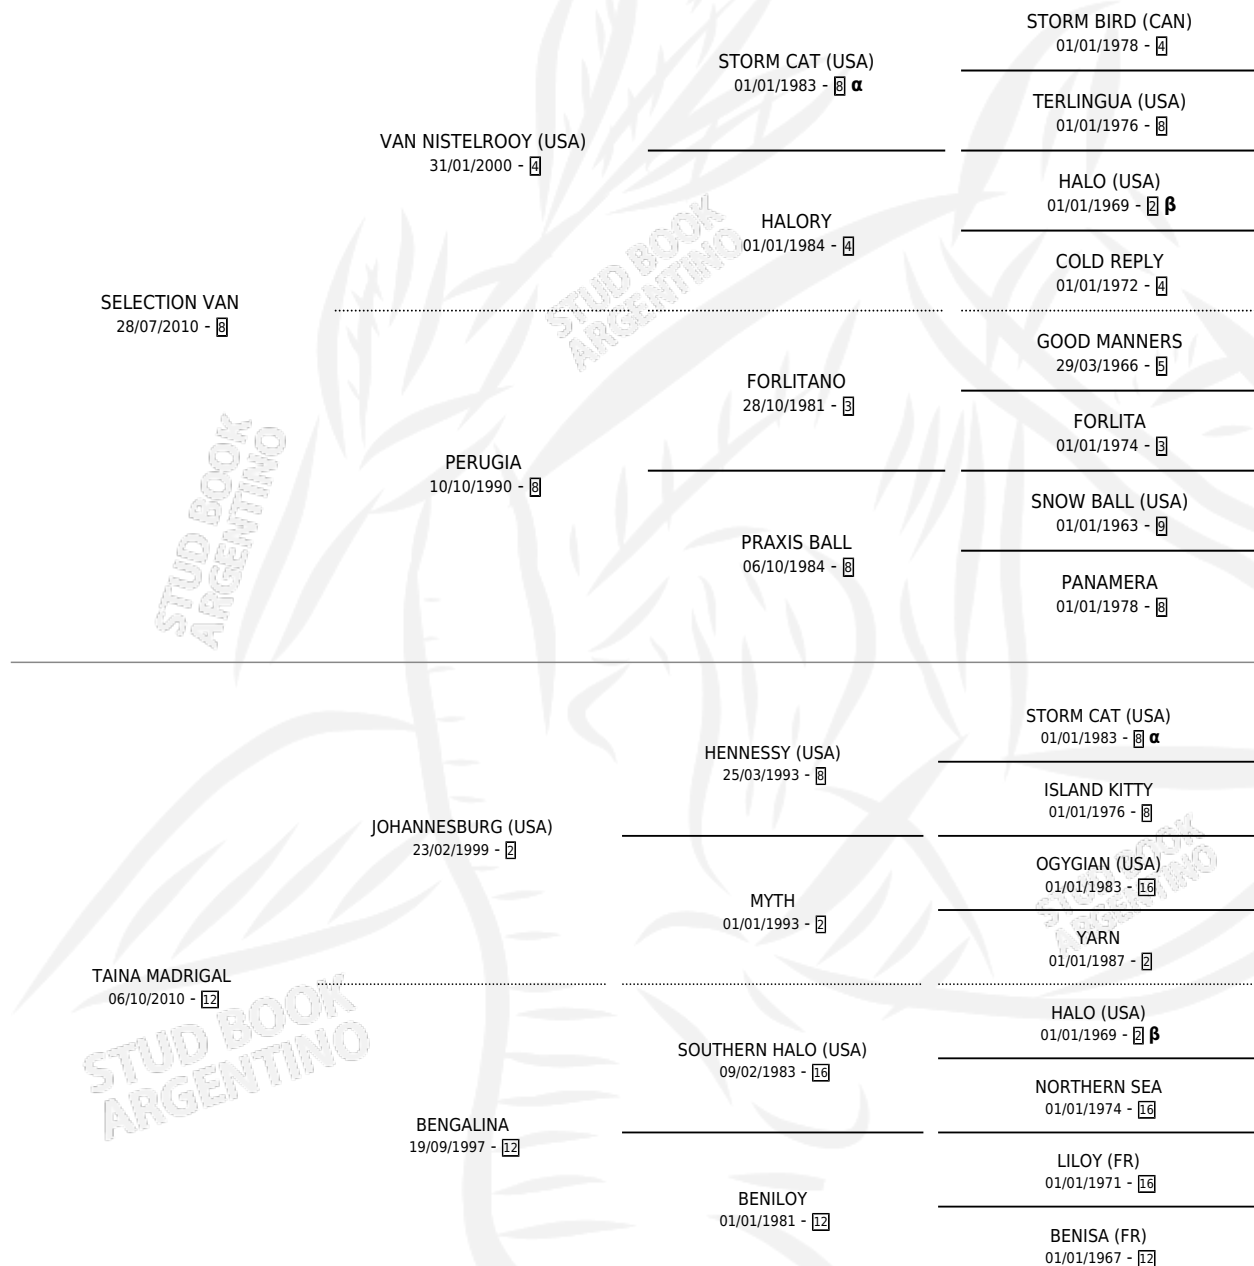 STORM BIRD (CAN)
01/01/1978 - 4
STORM CAT (USA)
01/01/1983 - 8 α
TERLINGUA (USA)
01/01/1976 - 8
VAN NISTELROOY (USA)
31/01/2000 - 4
HALO (USA)
01/01/1969 - 2 β
HALORY
01/01/1984 - 4
COLD REPLY
01/01/1972 - 4
SELECTION VAN
28/07/2010 - 8
GOOD MANNERS
29/03/1966 - 5
FORLITANO
28/10/1981 - 3
FORLITA
01/01/1974 - 3
PERUGIA
10/10/1990 - 8
SNOW BALL (USA)
01/01/1963 - 9
PRAXIS BALL
06/10/1984 - 8
PANAMERA
01/01/1978 - 8
STORM CAT (USA)
01/01/1983 - 8 α
HENNESSY (USA)
25/03/1993 - 8
ISLAND KITTY
01/01/1976 - 8
JOHANNESBURG (USA)
23/02/1999 - 2
OGYGIAN (USA)
01/01/1983 - 16
MYTH
01/01/1993 - 2
YARN
01/01/1987 - 2
TAINA MADRIGAL
06/10/2010 - 12
HALO (USA)
01/01/1969 - 2 β
SOUTHERN HALO (USA)
09/02/1983 - 16
NORTHERN SEA
01/01/1974 - 16
BENGALINA
19/09/1997 - 12
LILOY (FR)
01/01/1971 - 16
BENILOY
01/01/1981 - 12
BENISA (FR)
01/01/1967 - 12
STUD BOOK
ARGENTINO
STUD BOOK
ARGENTINO
STUD BOOK
ARGENTINO
STUD BOOK
ARGENTINO